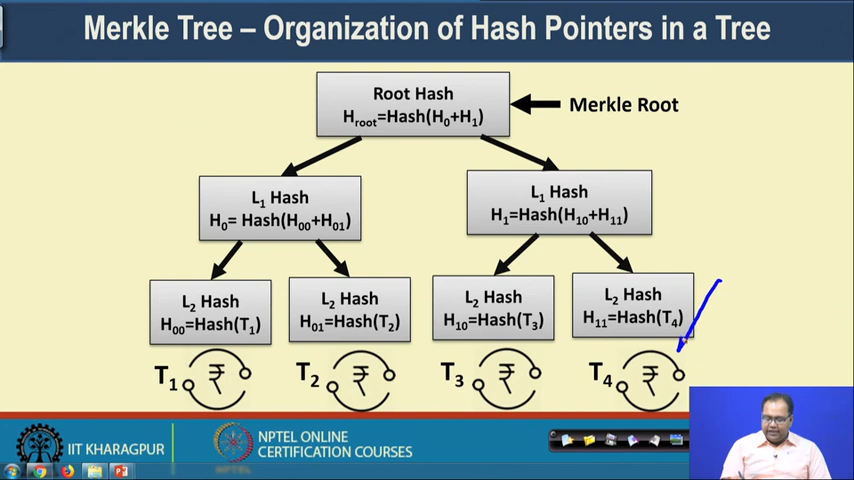 Merkle Tree – Organization of Hash Pointers in a Tree
Root Hash
Hroot=Hash(H0+H1)
Merkle Root
L1 Hash
H0= Hash(H00+H01)
L1 Hash
H1=Hash(H10+H11)
L2 Hash
H00=Hash(T1)
L2 Hash
H01=Hash(T2)
L2 Hash
H10=Hash(T3)
L2 Hash
H11=Hash(T4)
T1 ₹
T2 ₹
T3 ₹
T4 ₹
IIT KHARAGPUR
NPTEL ONLINE
CERTIFICATION COURSES
NPTEL